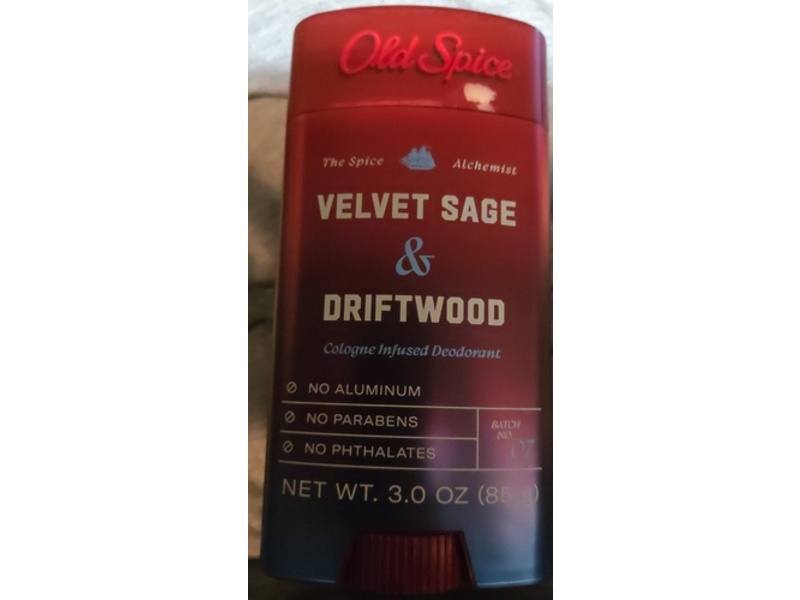 Old Spice
The Spice Alchemist
VELVET SAGE
&
DRIFTWOOD
Cologne Infused Deodorant
NO ALUMINUM
NO PARABENS
NO PHTHALATES
BATCH
NO.
07
NET WT. 3.0 OZ (85 g)